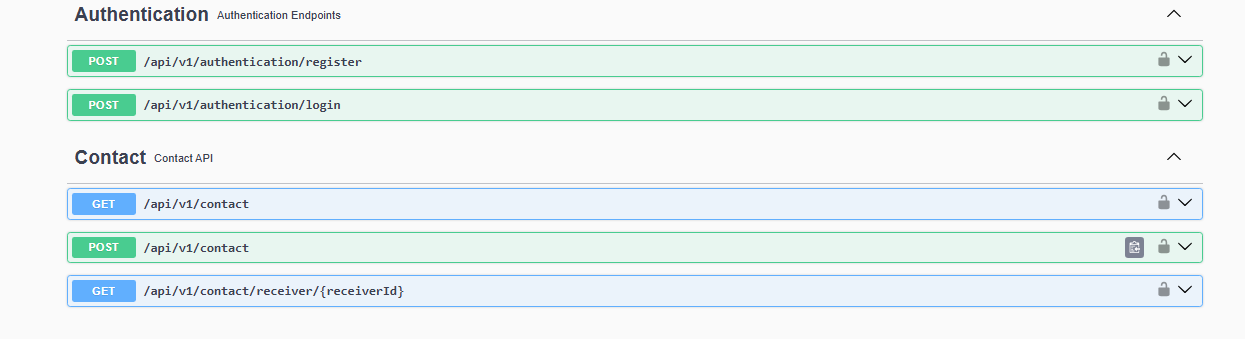 Authentication Authentication Endpoints
POST /api/v1/authentication/register
POST /api/v1/authentication/login
Contact Contact API
GET /api/v1/contact
POST /api/v1/contact
GET /api/v1/contact/receiver/{receiverId}